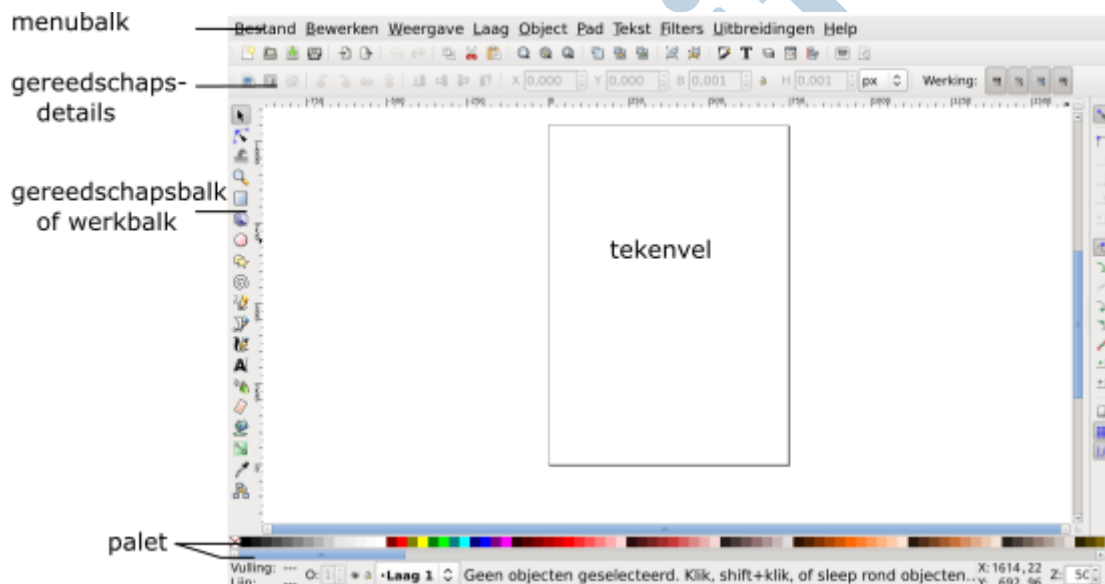 menubalk
Bestand Bewerken Weergave Laag Object Pad Tekst Filters Uitbreidingen Help
gereedschaps-
details
X 0,000 Y 0,000 B 0,001 H 0,001 px Werking:
gereedschapsbalk
of werkbalk
tekenvel
palet
Vulling: --- O: 1 Laag 1 Geen objecten geselecteerd. Klik, shift+klik, of sleep rond objecten... X: 1614,22 Z:
Lijn: ---